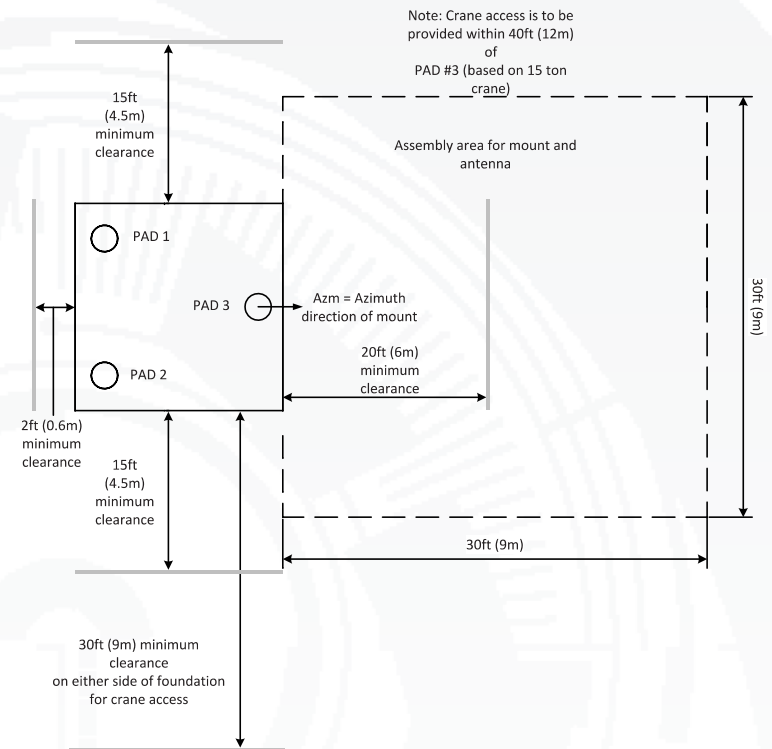 Note: Crane access is to be
provided within 40ft (12m)
of
PAD #3 (based on 15 ton
crane)
15ft
(4.5m)
minimum
clearance
Assembly area for mount and
antenna
PAD 1
PAD 3
Azm = Azimuth
direction of mount
30ft (9m)
PAD 2
20ft (6m)
minimum
clearance
2ft (0.6m)
minimum
clearance
15ft
(4.5m)
minimum
clearance
30ft (9m)
30ft (9m) minimum
clearance
on either side of foundation
for crane access